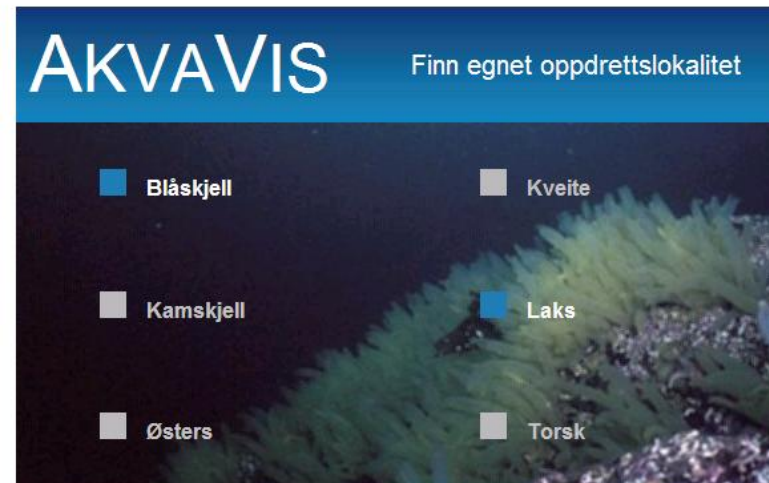 AKVAVIS
Finn egnet oppdrettslokalitet
Blåskjell
Kveite
Kamskjell
Laks
Østers
Torsk